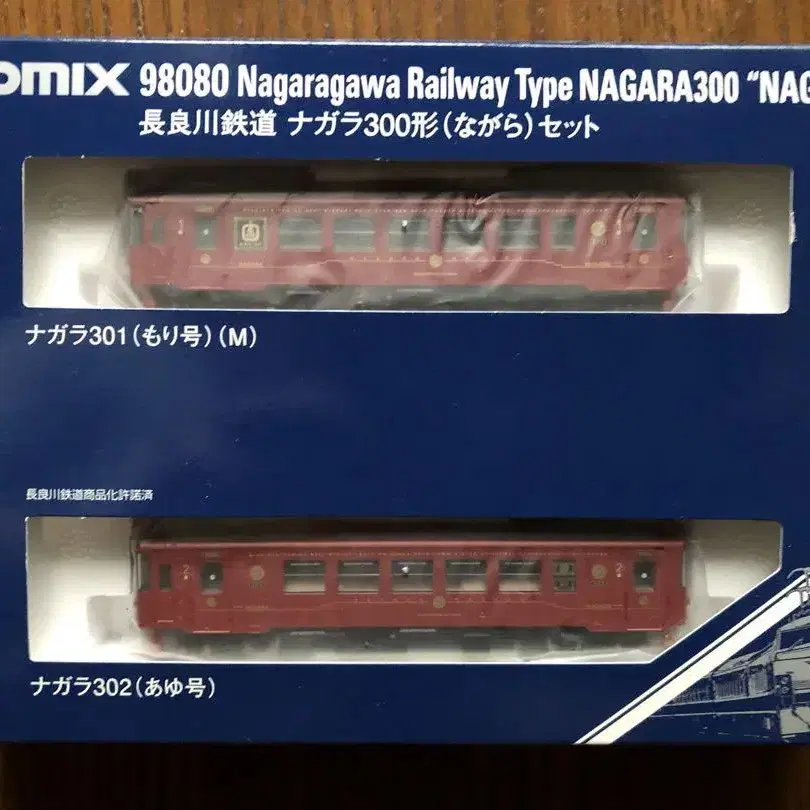 OMIX 98080 Nagaragawa Railway Type NAGARA300 "NAG
長良川鉄道 ナガラ300形(ながら)セット
ナガラ301(もり号)(M)
長良川鉄道商品化許諾済
2 2
ナガラ302(あゆ号)